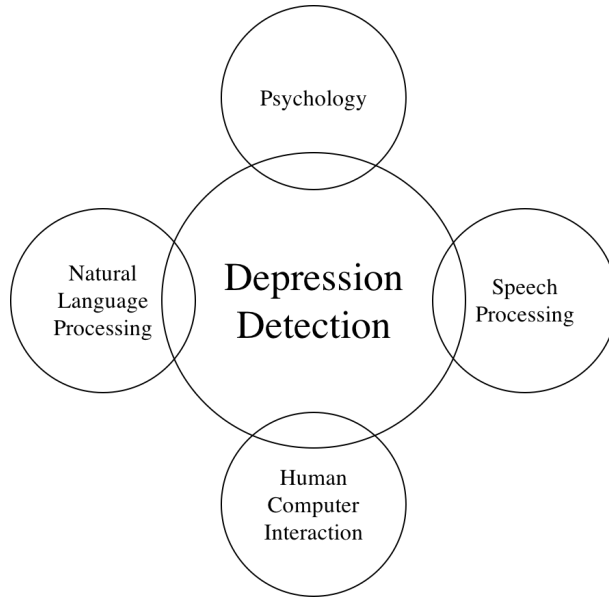 Psychology
Natural
Language
Processing
Depression
Detection
Speech
Processing
Human
Computer
Interaction